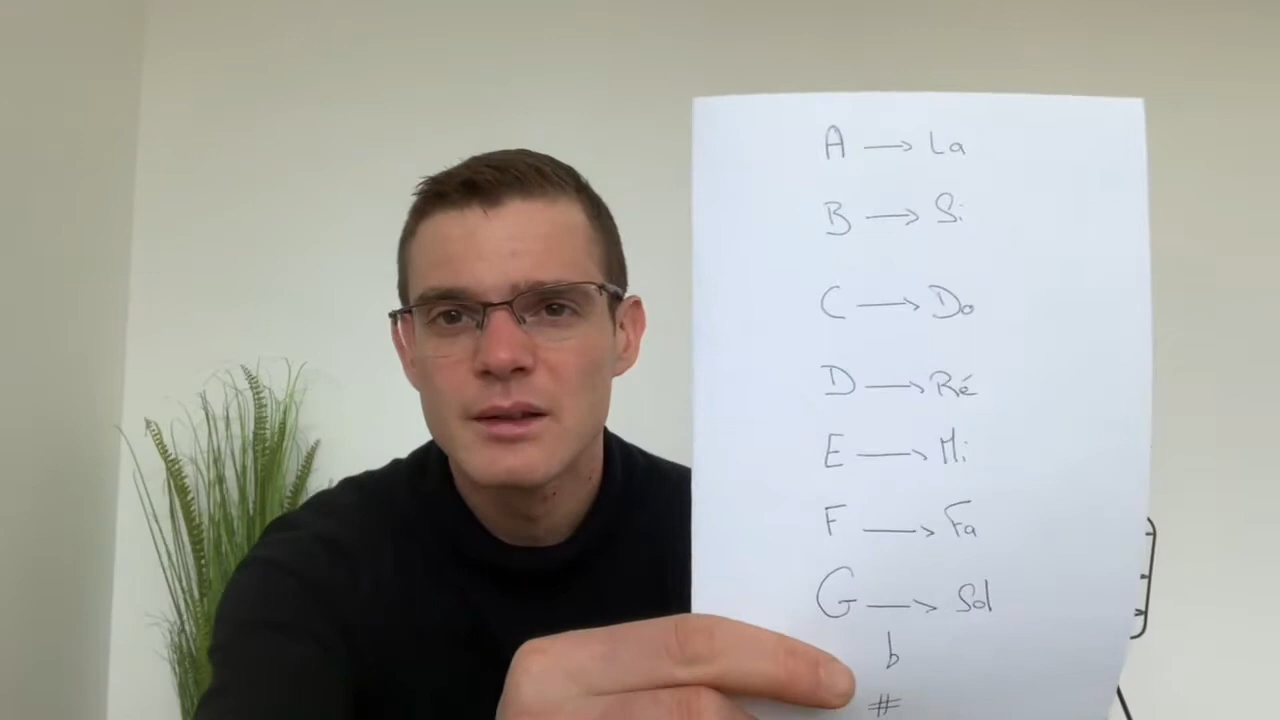 A → La
B → Si
C → Do
D → Ré
E → Mi
F → Fa
G → Sol
b
#